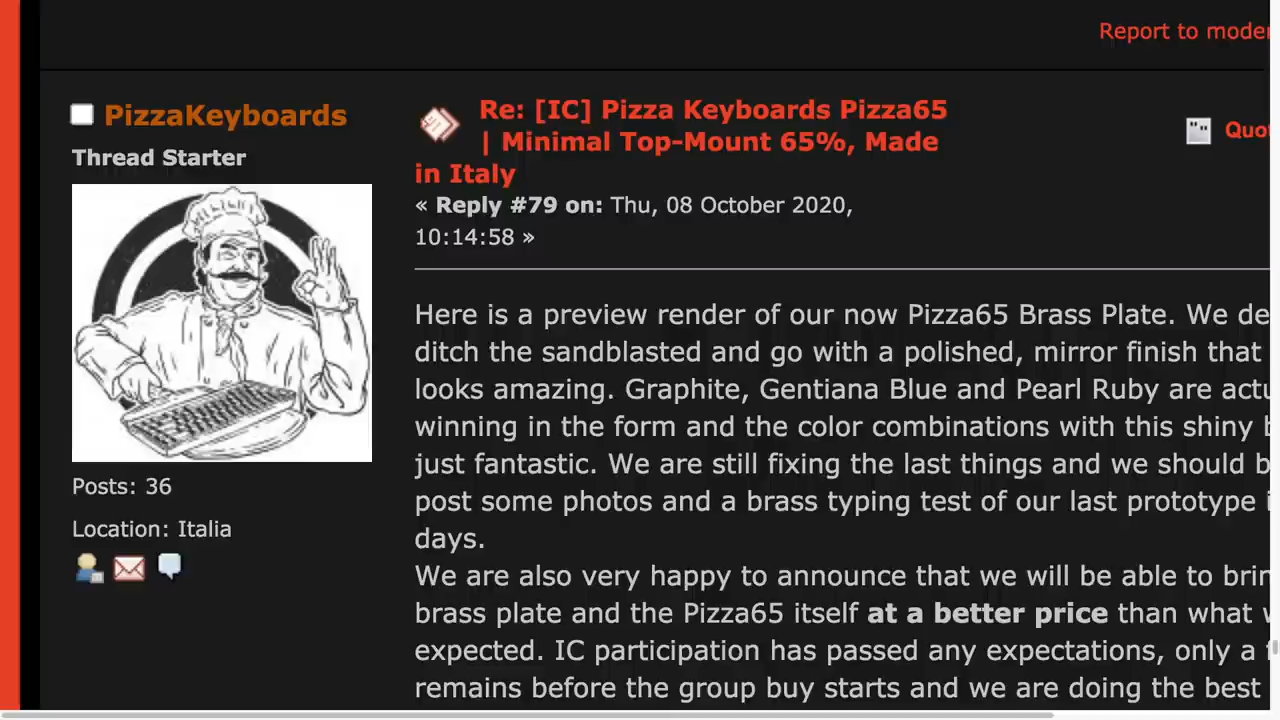 Report to
PizzaKeyboards
Thread Starter
Posts: 36
Location: Italia
Re: [IC] Pizza Keyboards Pizza65
| Minimal Top-Mount 65%, Made
in Italy
« Reply #79 on: Thu, 08 October 2020,
10:14:58 »
Here is a preview render of our now Pizza65 Brass Plate. We
ditch the sandblasted and go with a polished, mirror finish that
looks amazing. Graphite, Gentiana Blue and Pearl Ruby are
winning in the form and the color combinations with this shiny
just fantastic. We are still fixing the last things and we should
post some photos and a brass typing test of our last prototype
days.
We are also very happy to announce that we will be able to
brass plate and the Pizza65 itself at a better price than what
expected. IC participation has passed any expectations, only a
remains before the group buy starts and we are doing the best